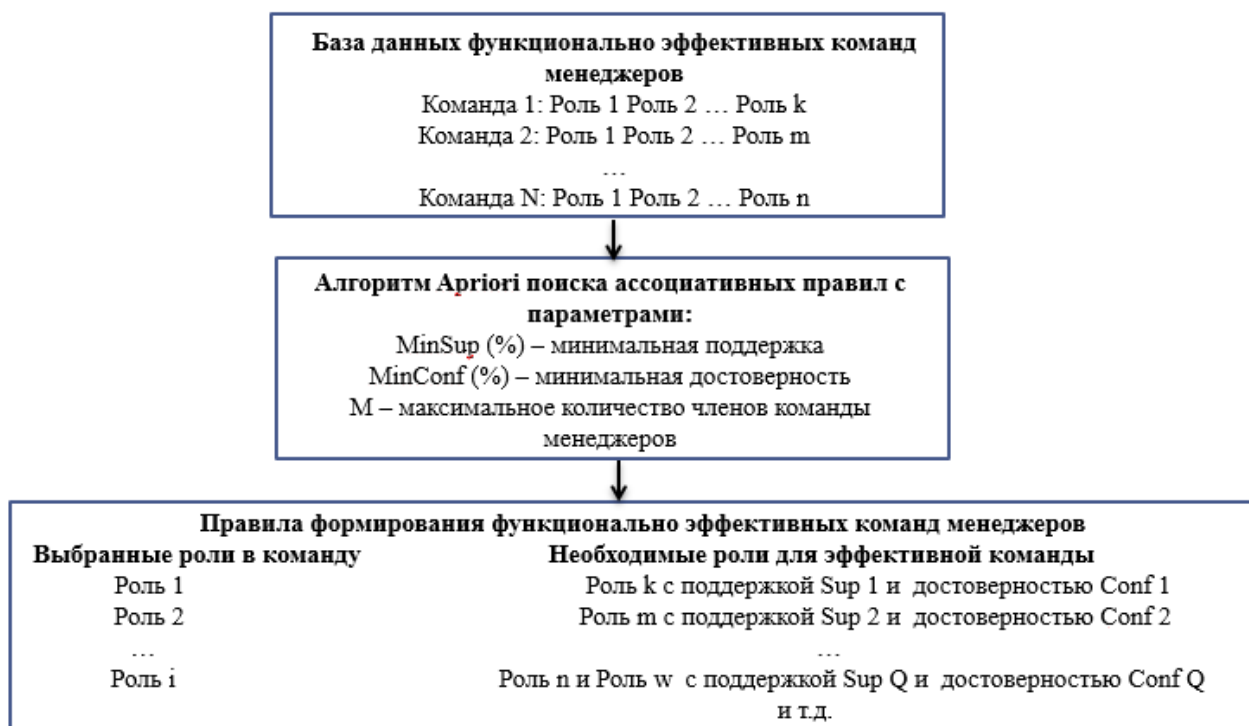 База данных функционально эффективных команд
менеджеров
Команда 1: Роль 1 Роль 2 … Роль k
Команда 2: Роль 1 Роль 2 … Роль m
…
Команда N: Роль 1 Роль 2 … Роль n
Алгоритм Apriori поиска ассоциативных правил с
параметрами:
MinSup (%) – минимальная поддержка
MinConf (%) – минимальная достоверность
M – максимальное количество членов команды
менеджеров
Правила формирования функционально эффективных команд менеджеров
Выбранные роли в команду Необходимые роли для эффективной команды
Роль 1 Роль k с поддержкой Sup 1 и достоверностью Conf 1
Роль 2 Роль m с поддержкой Sup 2 и достоверностью Conf 2
… …
Роль i Роль n и Роль w с поддержкой Sup Q и достоверностью Conf Q
и т.д.